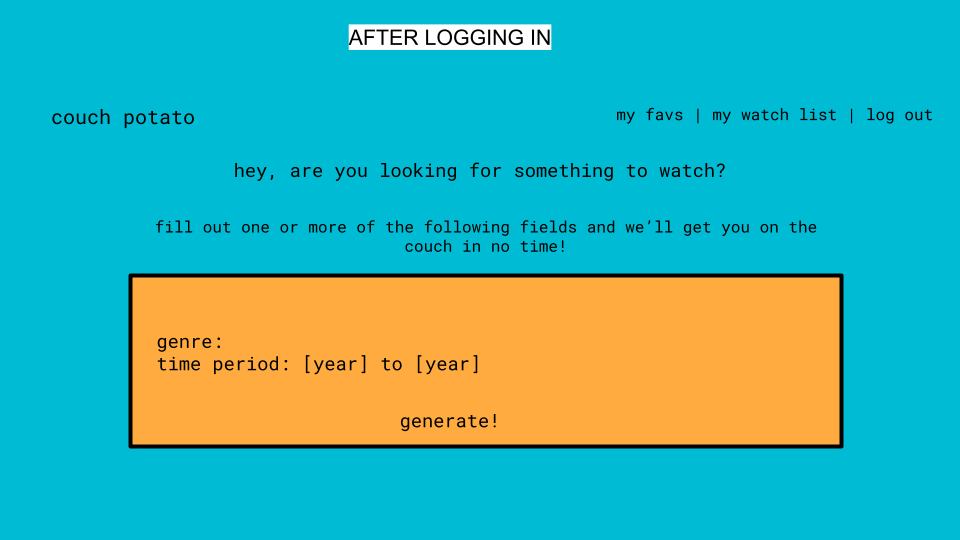 AFTER LOGGING IN
couch potato
my favs | my watch list | log out
hey, are you looking for something to watch?
fill out one or more of the following fields and we’ll get you on the
couch in no time!
genre:
time period: [year] to [year]
generate!